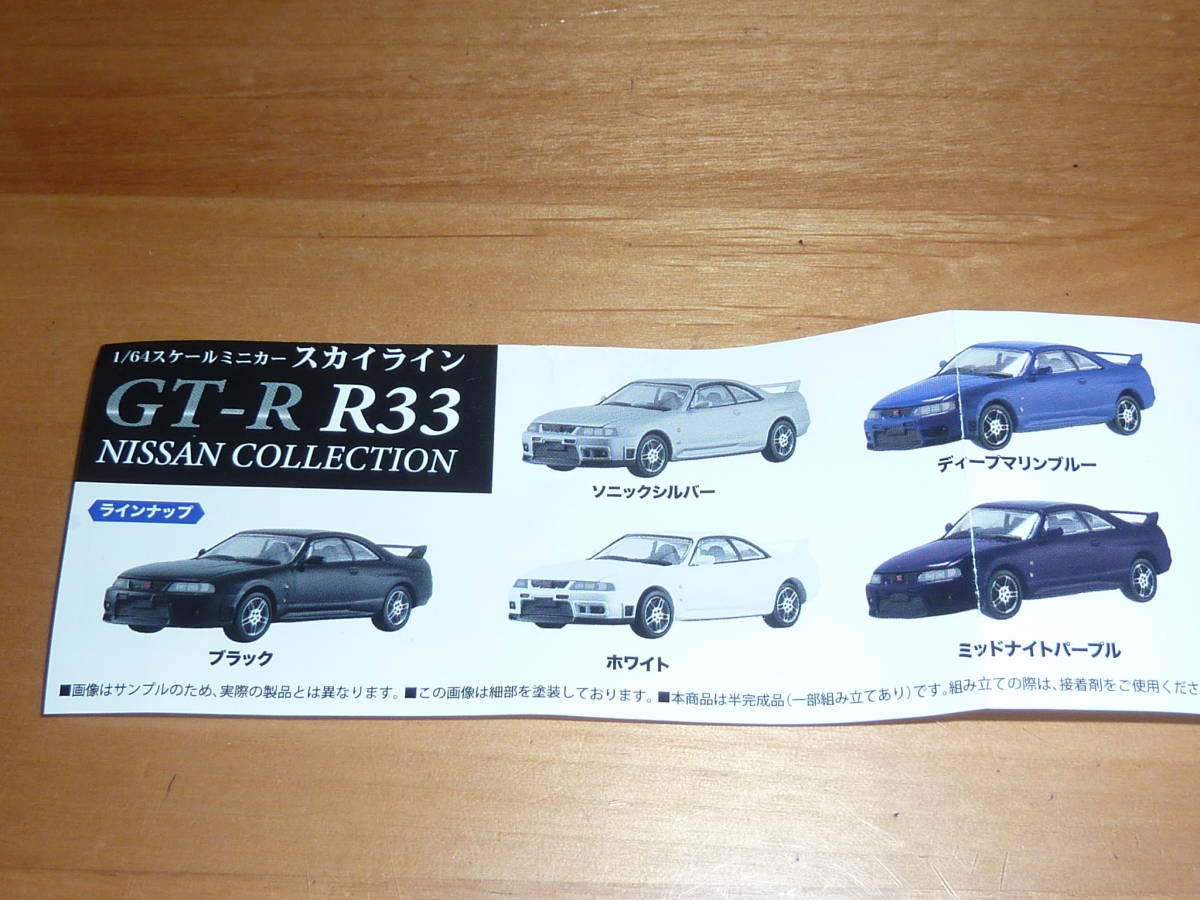 1/64スケールミニカー スカイライン
GT-R R33
NISSAN COLLECTION
ラインナップ
ソニックシルバー
ディープマリンブルー
ブラック
ホワイト
ミッドナイトパープル
■画像はサンプルのため、実際の製品とは異なります。■この画像は細部を塗装しております。■本商品は半完成品(一部組み立てあり)です。組み立ての際は、接着剤をご使用くださ